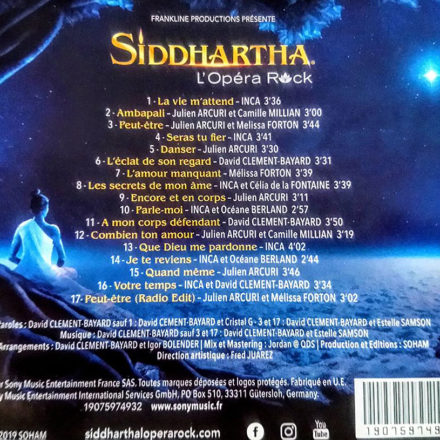 FRANKLINE PRODUCTIONS PRÉSENTE
SIDDHARTHA
L'Opéra Rock
1 · La vie m'attend - INCA 3'36
2 · Ambapali - Julien ARCURI et Camille MILLIAN 3'00
3 · Peut-être - Julien ARCURI et Melissa FORTON 3'44
4 · Seras tu fier - INCA 3'41
5 · Danser - Julien ARCURI 3'30
6 · L'éclat de son regard - David CLEMENT-BAYARD 3'31
7 · L'amour manquant - Mélissa FORTON 3'39
8 · Les secrets de mon âme - INCA et Célia de la FONTAINE 3'39
9 · Encore et en corps - Julien ARCURI 3'11
10 · Parle-moi - INCA et Océane BERLAND 2'57
11 · A mon corps défendant - David CLEMENT-BAYARD 3'50
12 · Combien ton amour - Julien ARCURI et Camille MILLIAN 3'19
13 · Que Dieu me pardonne - INCA 4'02
14 · Je te reviens - INCA et Océane BERLAND 2'44
15 · Quand même - Julien ARCURI 3'46
16 · Votre temps - INCA et David CLEMENT-BAYARD 3'34
17 · Peut-être (Radio Edit) - Julien ARCURI et Mélissa FORTON 3'02
Paroles : David CLEMENT-BAYARD sauf 1 : David CLEMENT-BAYARD et Cristal G - 3 et 17 : David CLEMENT-BAYARD et Estelle SAMSON
Musique : David CLEMENT-BAYARD sauf 3 et 17 : David CLEMENT-BAYARD et Estelle SAMSON
Arrangements : David CLEMENT-BAYARD et Igor BOLENDER | Mix et Mastering : Jordan @ QDS | Production et Editions : SOHAM
Direction artistique : Fred JUAREZ
r Sony Music Entertainment France SAS. Toutes marques déposées et logos protégés. Fabriqué en U.E.
Sony Music Entertainment International Services GmbH, PO Box 510, 33311 Gütersloh, Germany.
19075974932 www.sonymusic.fr
2019 SOHAM siddharthaloperarock.com You Tube
190759749